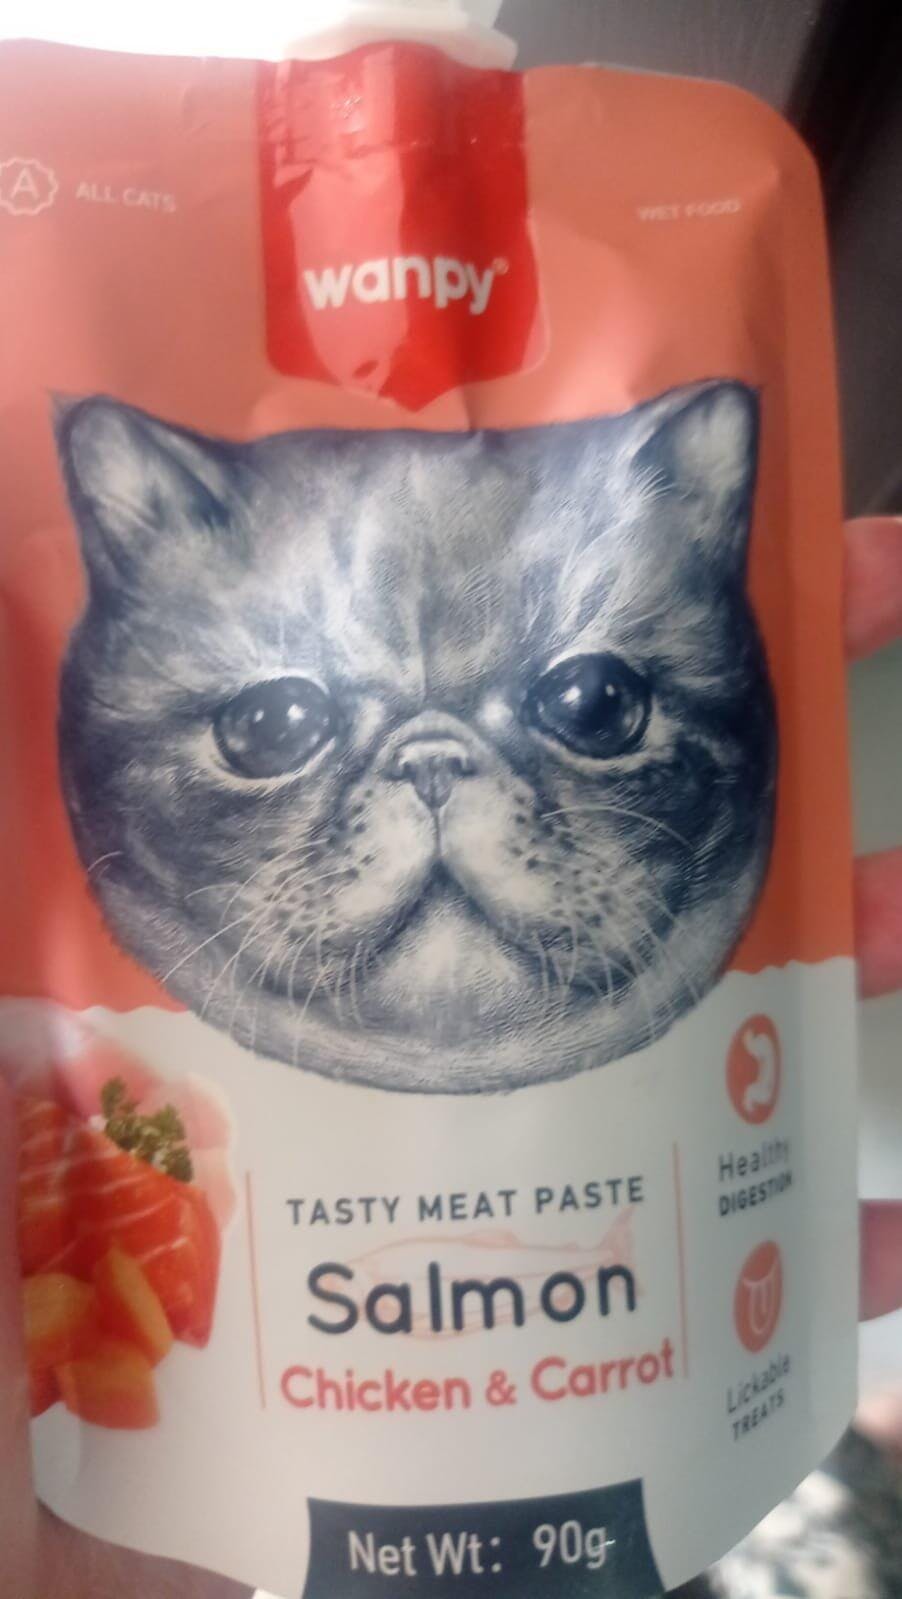 A
ALL CATS
WET FOOD
wanpy®
TASTY MEAT PASTE
Salmon
Chicken & Carrot
Healthy
DIGESTION
Lickable
TREATS
Net Wt: 90g